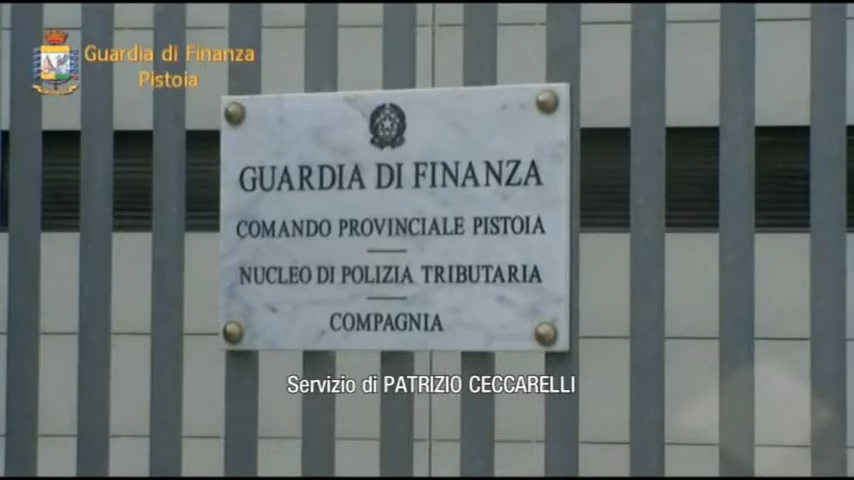 Guardia di Finanza
Pistoia
GUARDIA DI FINANZA
COMANDO PROVINCIALE PISTOIA
NUCLEO DI POLIZIA TRIBUTARIA
COMPAGNIA
Servizio di PATRIZIO CECCARELLI